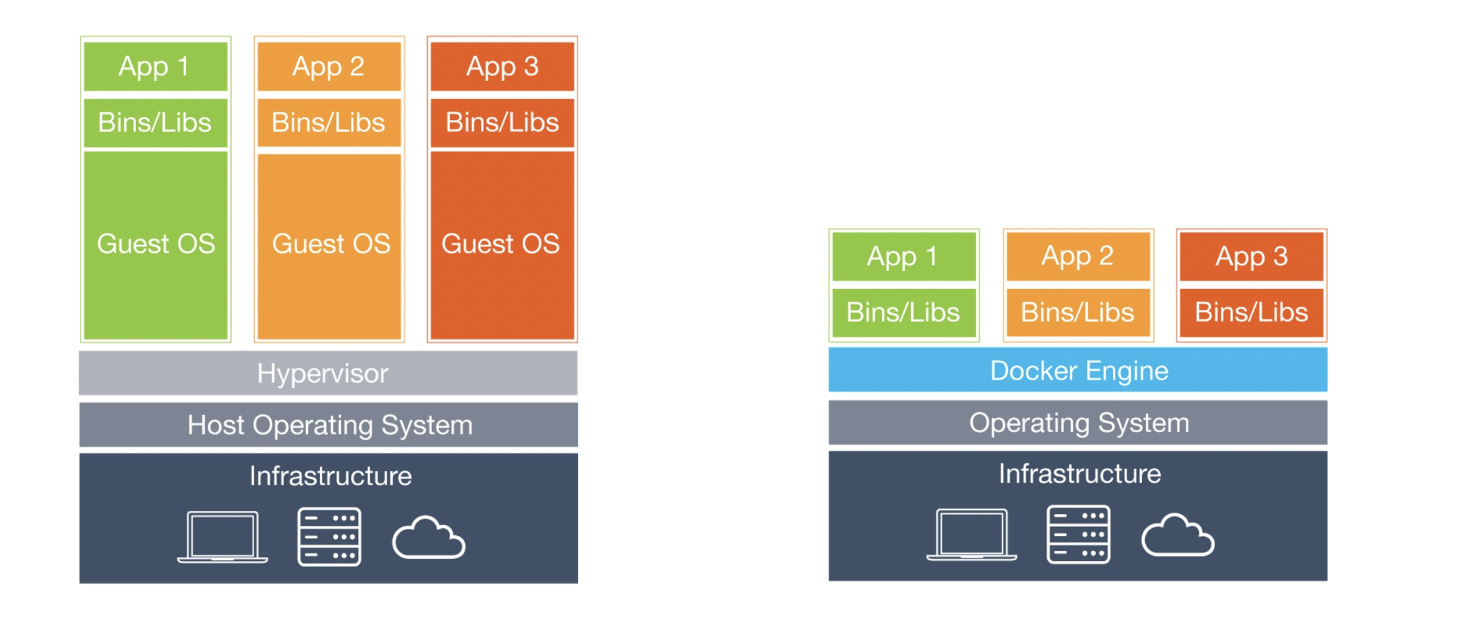 App 1
App 2
App 3
Bins/Libs
Bins/Libs
Bins/Libs
Guest OS
Guest OS
Guest OS
Hypervisor
Host Operating System
Infrastructure
App 1
App 2
App 3
Bins/Libs
Bins/Libs
Bins/Libs
Docker Engine
Operating System
Infrastructure